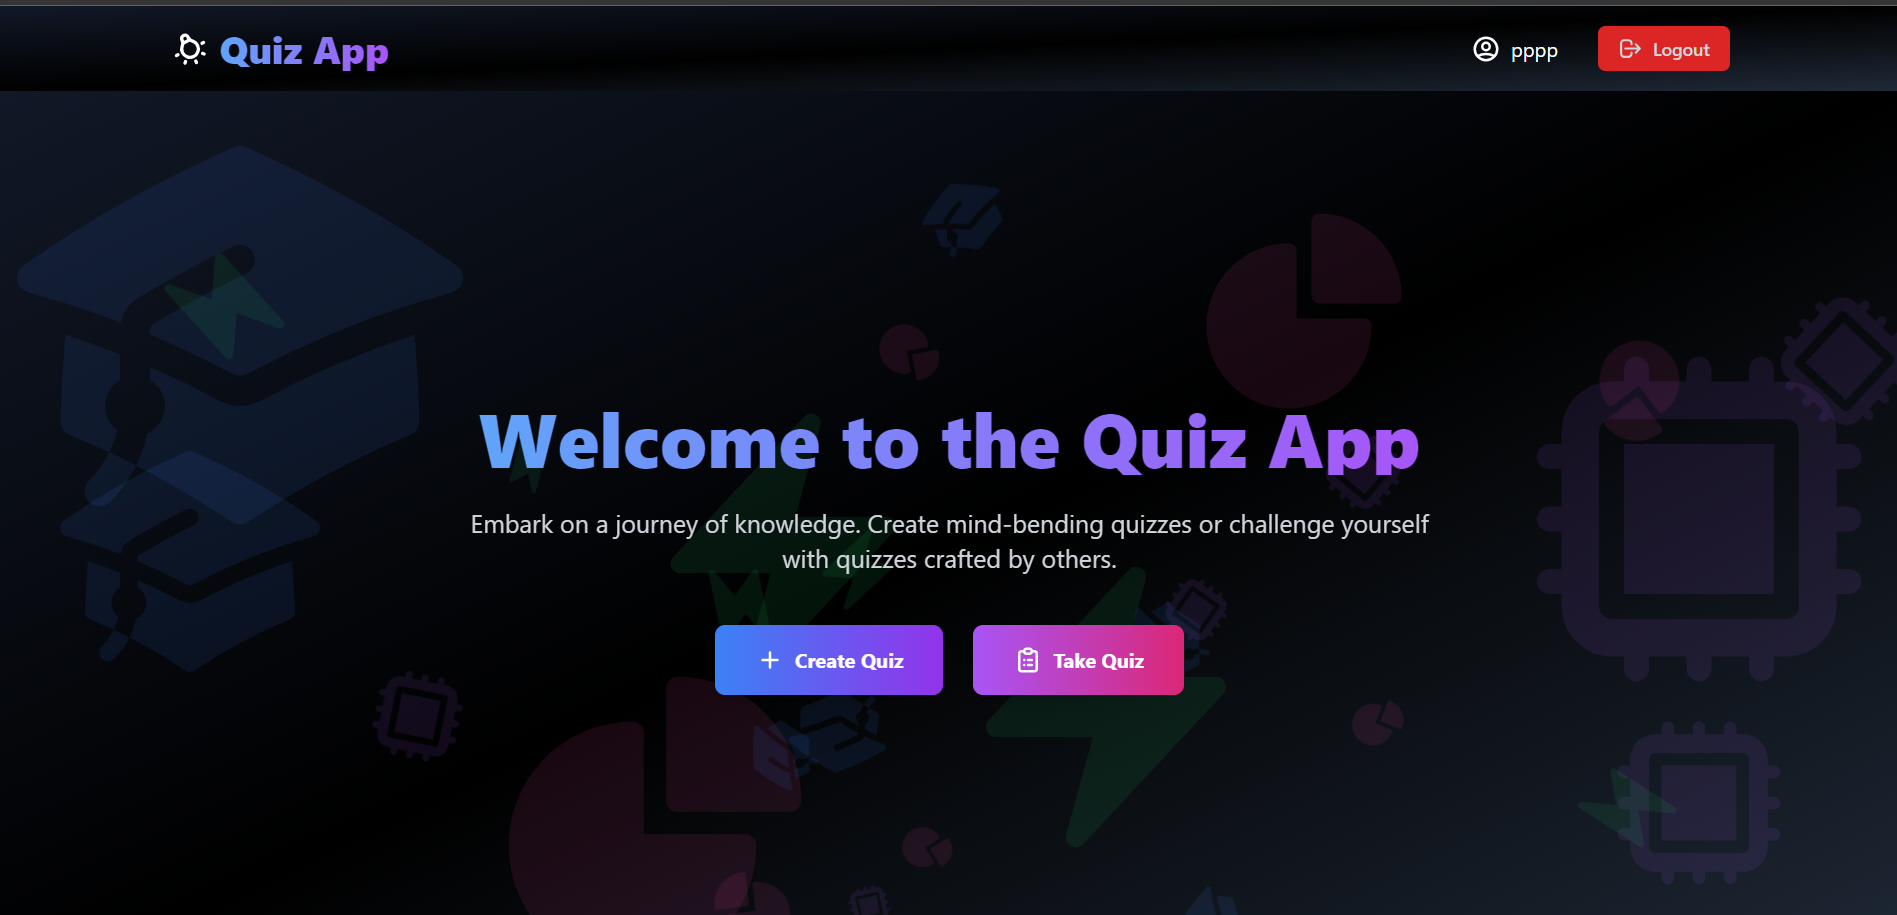 Quiz App
pppp
Logout
Welcome to the Quiz App
Embark on a journey of knowledge. Create mind-bending quizzes or challenge yourself
with quizzes crafted by others.
Create Quiz
Take Quiz